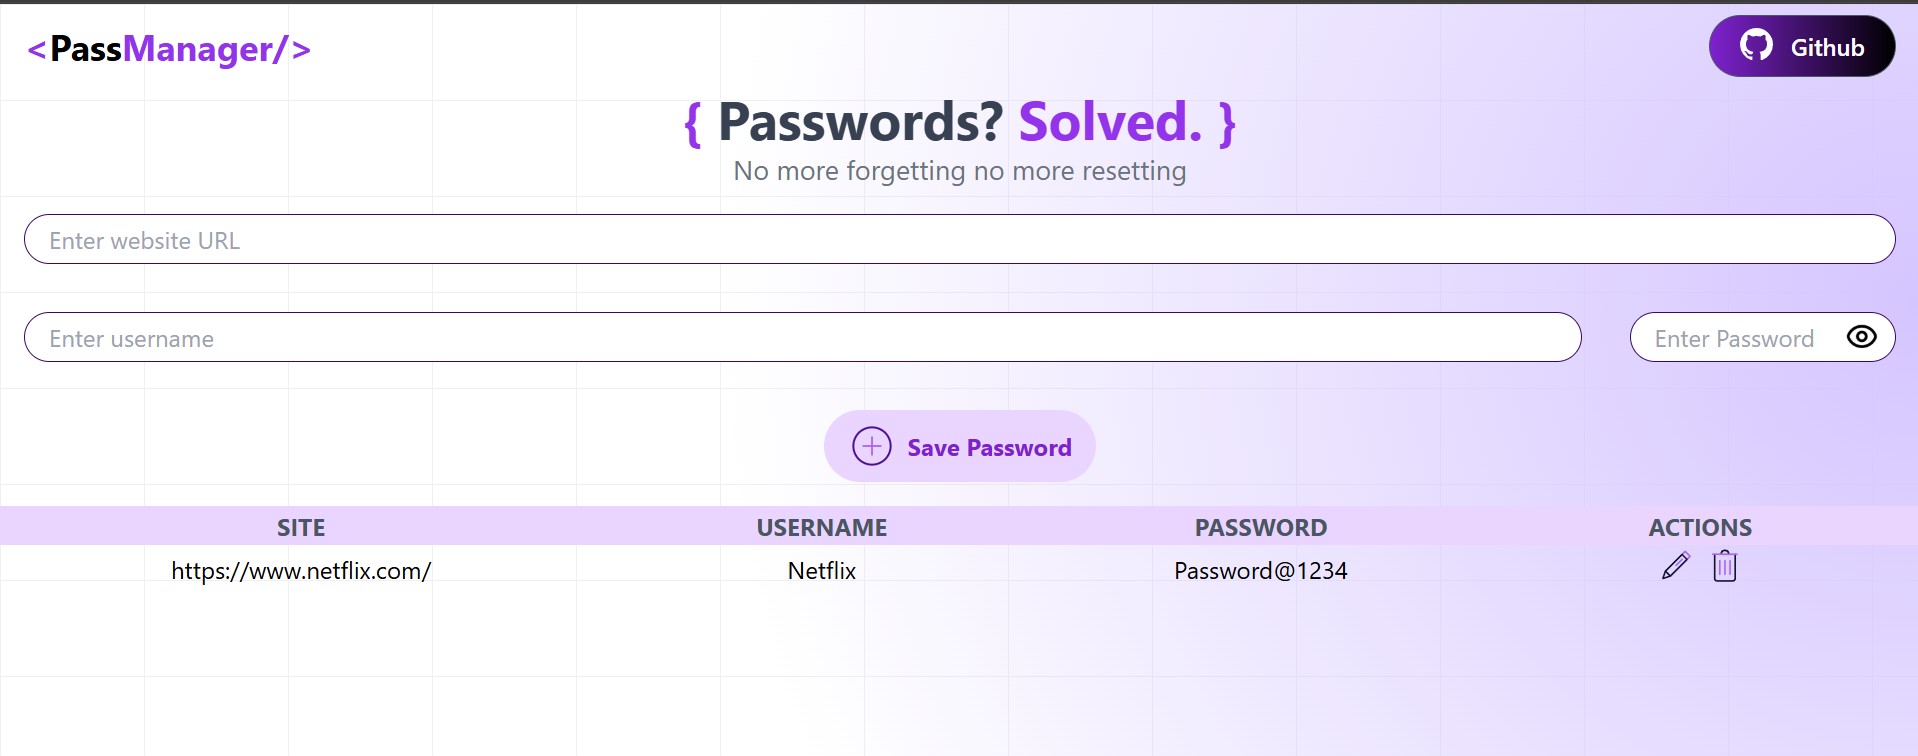 <PassManager/>
Github
{ Passwords? Solved. }
No more forgetting no more resetting
Enter website URL
Enter username
Enter Password
Save Password
SITE USERNAME PASSWORD ACTIONS
https://www.netflix.com/ Netflix Password@1234